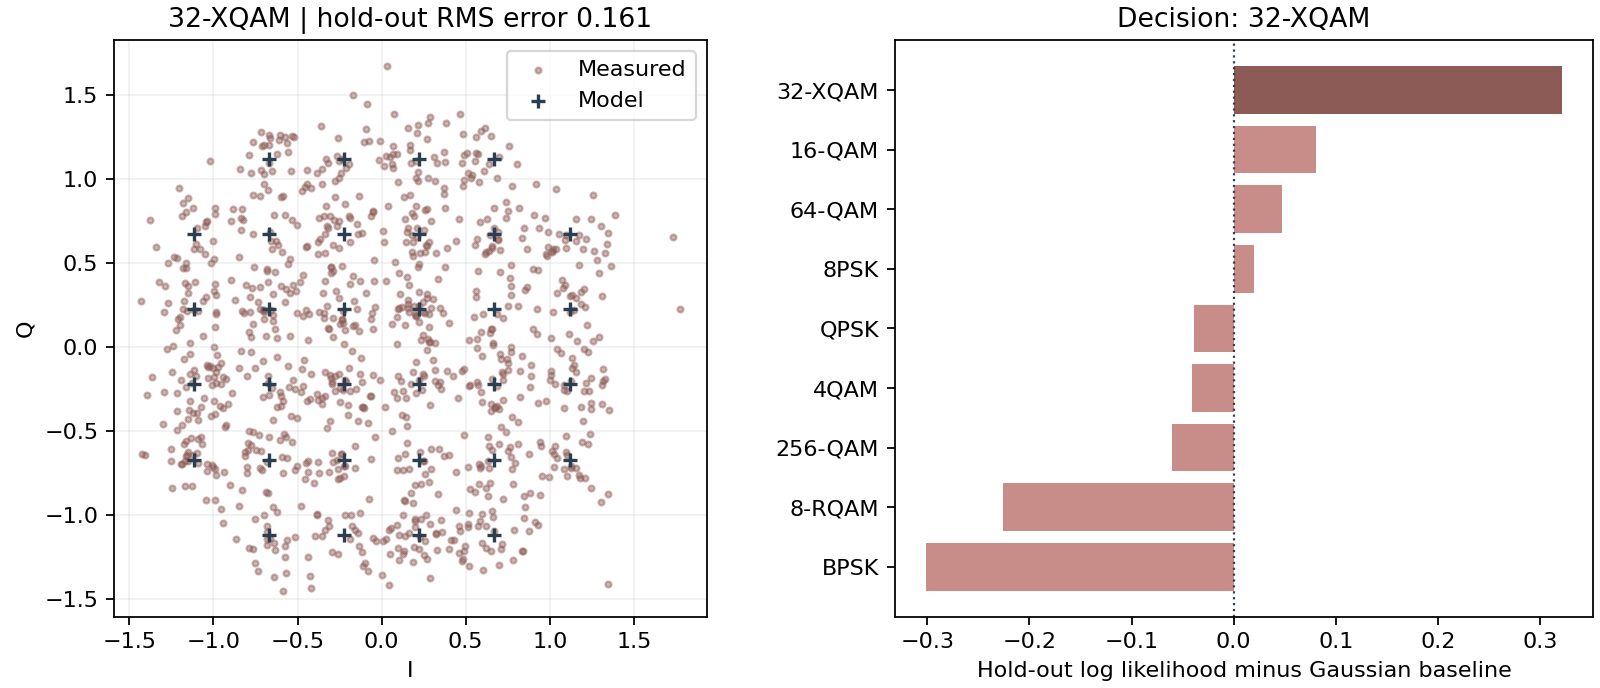 32-XQAM | hold-out RMS error 0.161
Measured
Model
Q
1.5
1.0
0.5
0.0
−0.5
−1.0
−1.5
−1.5
−1.0
−0.5
0.0
0.5
1.0
1.5
I
Decision: 32-XQAM
32-XQAM
16-QAM
64-QAM
8PSK
QPSK
4QAM
256-QAM
8-RQAM
BPSK
−0.3
−0.2
−0.1
0.0
0.1
0.2
0.3
Hold-out log likelihood minus Gaussian baseline